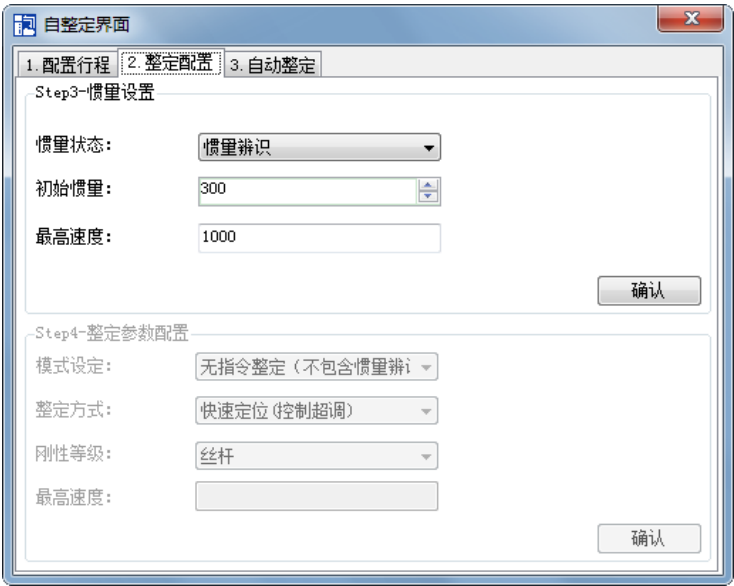 自整定界面
1.配置行程 2.整定配置 3.自动整定
Step3-惯量设置
惯量状态： 惯量辨识
初始惯量： 300
最高速度： 1000
确认
Step4-整定参数配置
模式设定： 无指令整定（不包含惯量辨
整定方式： 快速定位(控制超调)
刚性等级： 丝杆
最高速度：
确认